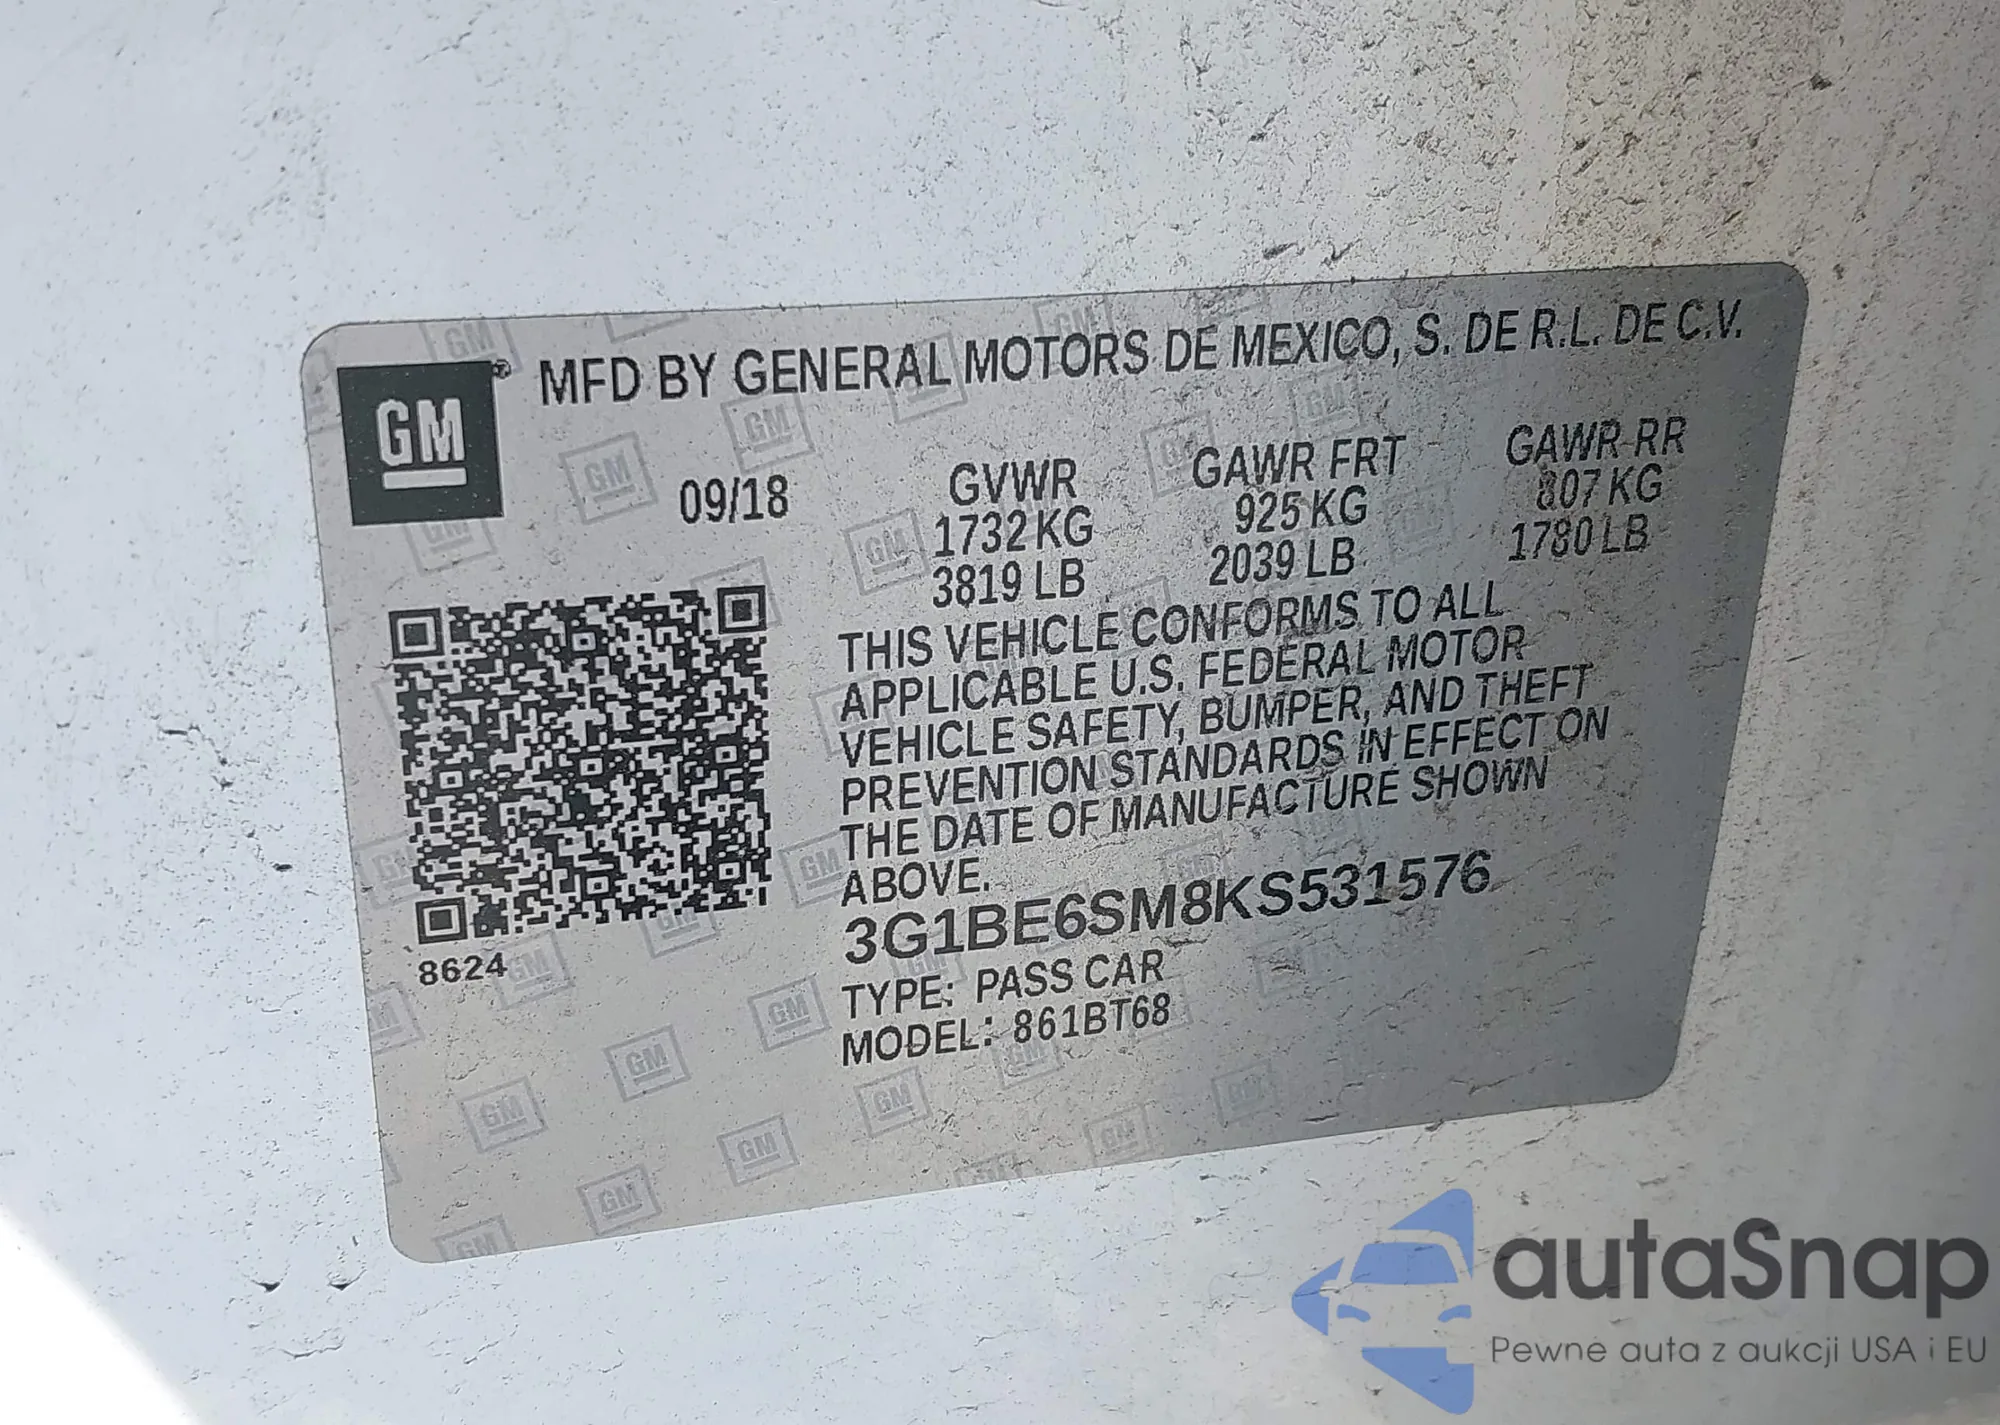 GM®
MFD BY GENERAL MOTORS DE MEXICO, S. DE R.L. DE C.V.
09/18
GVWR GAWR FRT GAWR RR
1732 KG 925 KG 807 KG
3819 LB 2039 LB 1780 LB
THIS VEHICLE CONFORMS TO ALL
APPLICABLE U.S. FEDERAL MOTOR
VEHICLE SAFETY, BUMPER, AND THEFT
PREVENTION STANDARDS IN EFFECT ON
THE DATE OF MANUFACTURE SHOWN
ABOVE.
3G1BE6SM8KS531576
TYPE: PASS CAR
MODEL: 861BT68
8624
autaSnap
Pewne auta z aukcji USA i EU